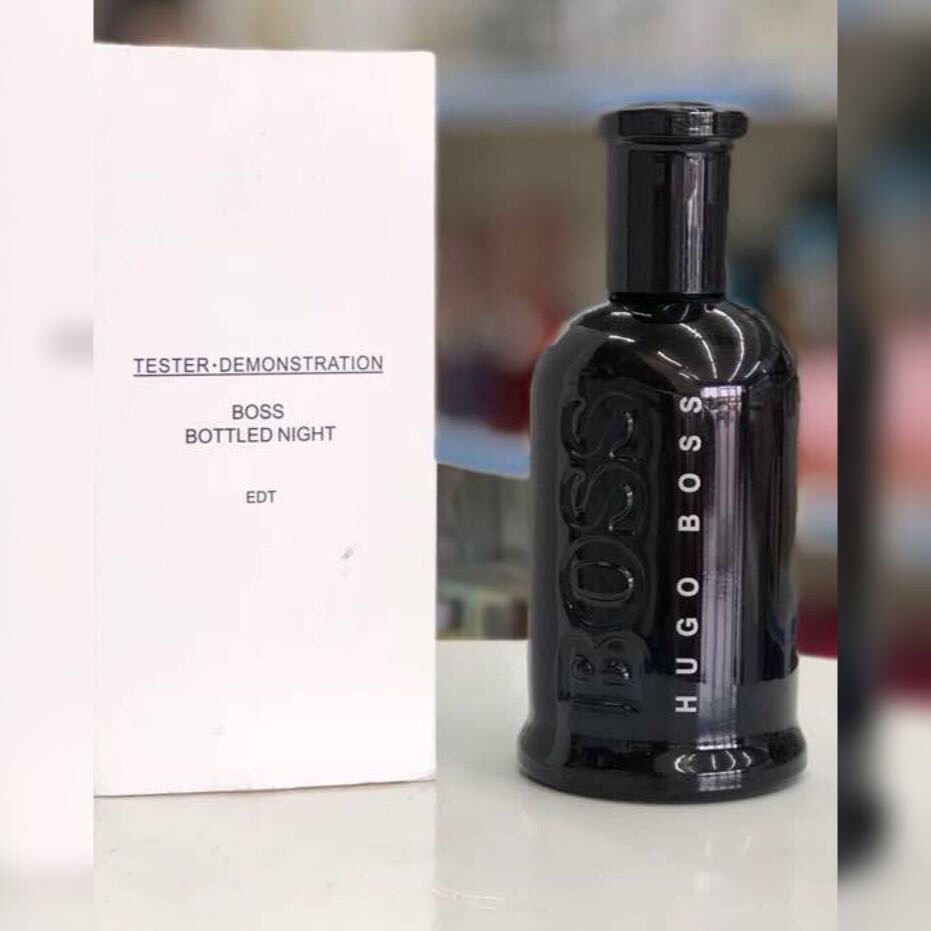 TESTER·DEMONSTRATION
BOSS
BOTTLED NIGHT
EDT
BOSS
HUGO BOSS